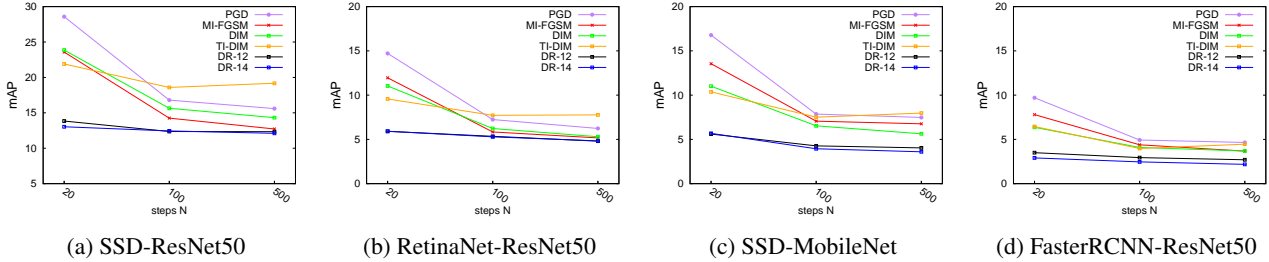 30
25
20
15
10
5
mAP
20
100
500
steps N
PGD
MI-FGSM
DIM
TI-DIM
DR-12
DR-14
(a) SSD-ResNet50
20
15
10
5
0
mAP
20
100
500
steps N
PGD
MI-FGSM
DIM
TI-DIM
DR-12
DR-14
(b) RetinaNet-ResNet50
20
15
10
5
0
mAP
20
100
500
steps N
PGD
MI-FGSM
DIM
TI-DIM
DR-12
DR-14
(c) SSD-MobileNet
20
15
10
5
0
mAP
20
100
500
steps N
PGD
MI-FGSM
DIM
TI-DIM
DR-12
DR-14
(d) FasterRCNN-ResNet50